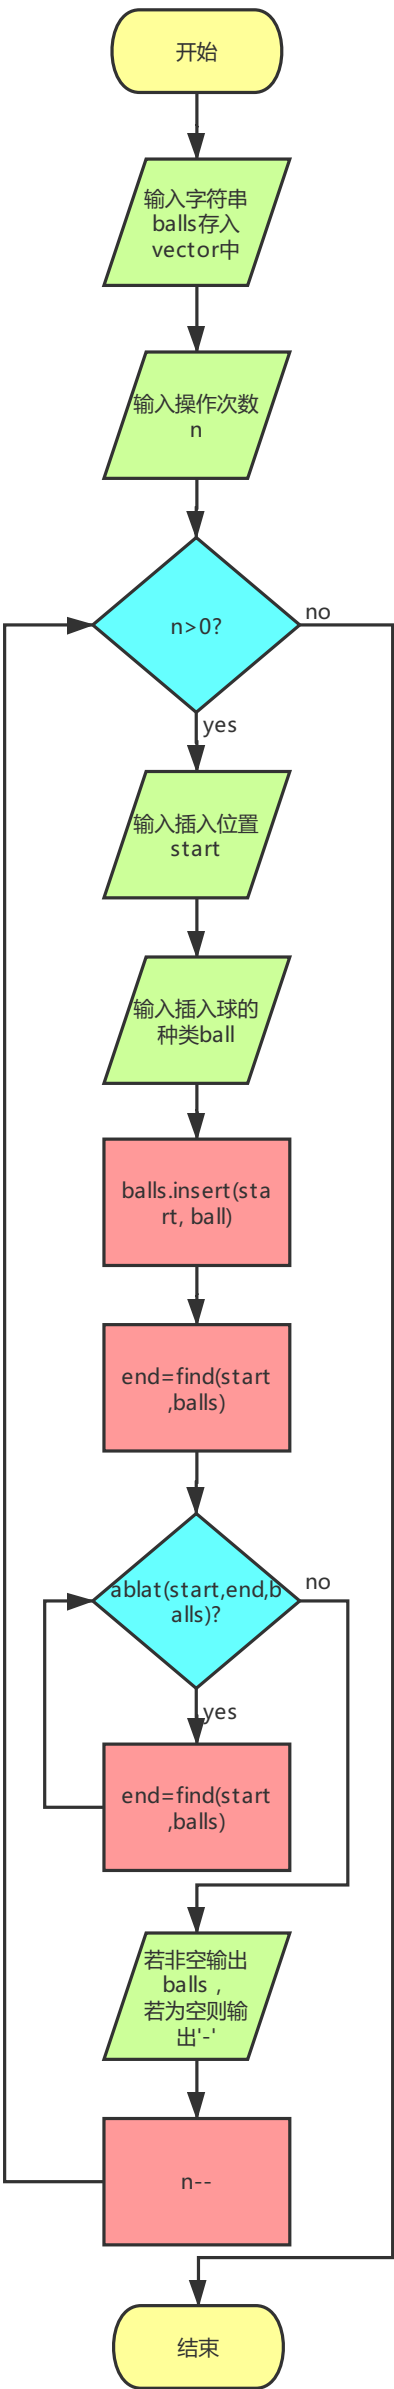 开始
输入字符串
balls存入
vector中
输入操作次数
n
n>0?
no
yes
输入插入位置
start
输入插入球的
种类ball
balls.insert(sta
rt, ball)
end=find(start
,balls)
ablat(start,end,b
alls)?
no
yes
end=find(start
,balls)
若非空输出
balls，
若为空则输
出'-'
n--
结束